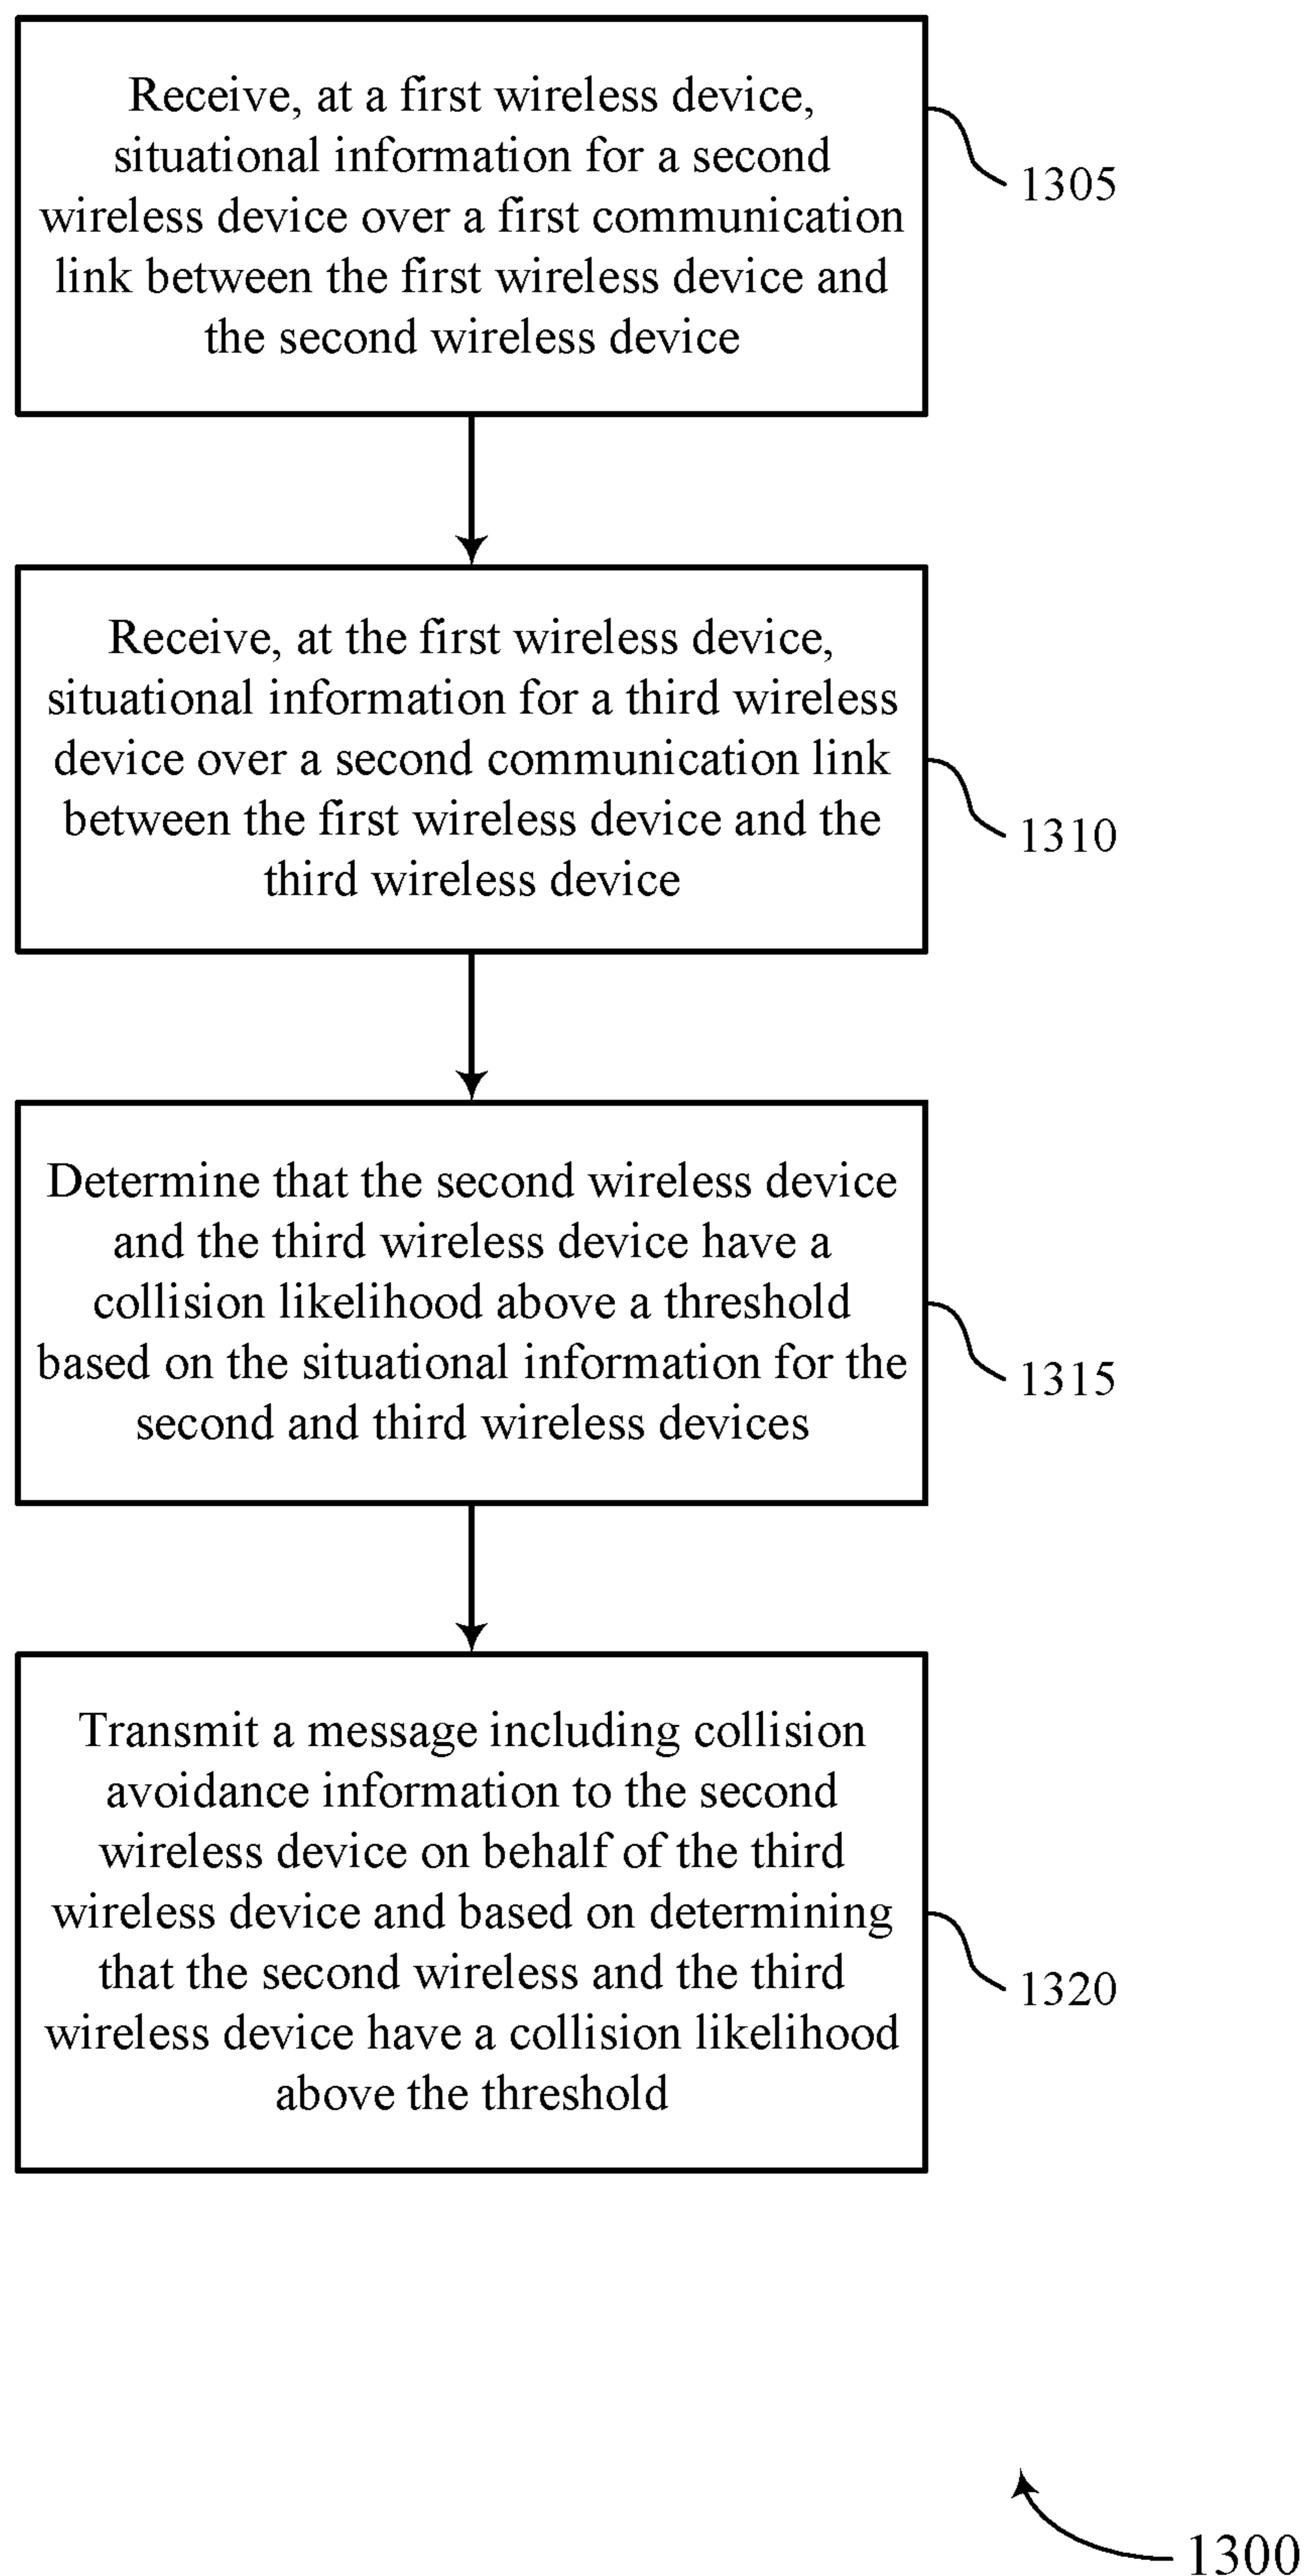 Receive, at a first wireless device,
situational information for a second
wireless device over a first communication
link between the first wireless device and
the second wireless device
1305
Receive, at the first wireless device,
situational information for a third wireless
device over a second communication link
between the first wireless device and the
third wireless device
1310
Determine that the second wireless device
and the third wireless device have a
collision likelihood above a threshold
based on the situational information for the
second and third wireless devices
1315
Transmit a message including collision
avoidance information to the second
wireless device on behalf of the third
wireless device and based on determining
that the second wireless and the third
wireless device have a collision likelihood
above the threshold
1320
1300